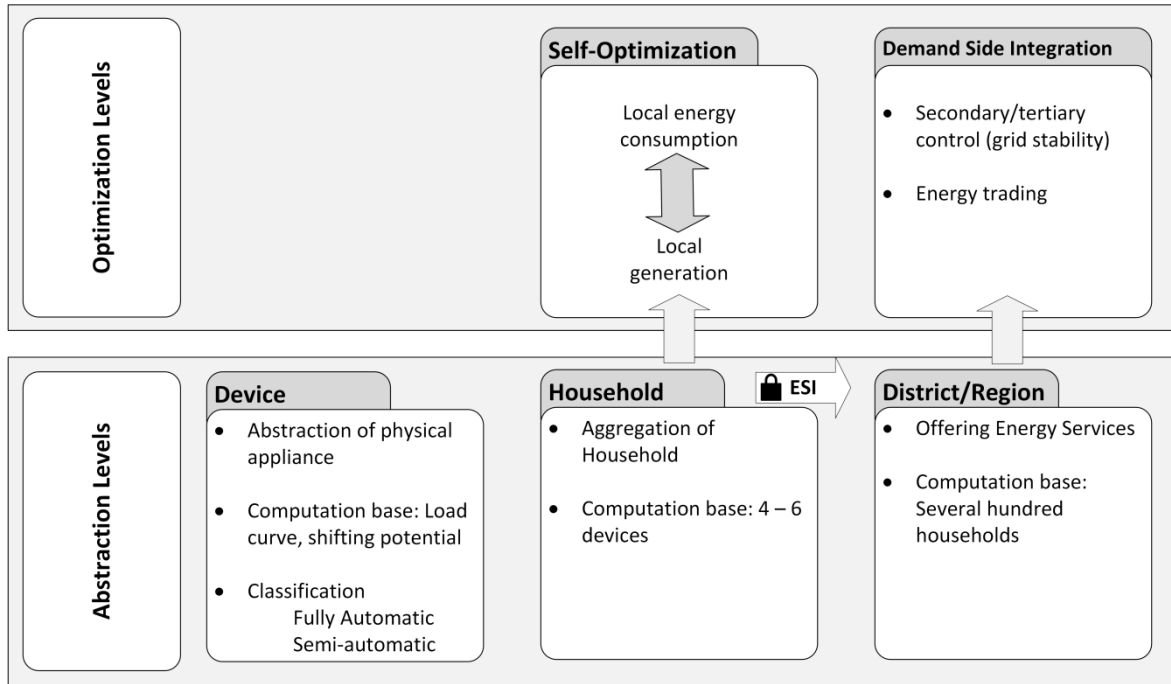 Optimization Levels
Self-Optimization
Local energy
consumption
Local
generation
Demand Side Integration
• Secondary/tertiary
control (grid stability)
• Energy trading
Abstraction Levels
Device
• Abstraction of physical
appliance
• Computation base: Load
curve, shifting potential
• Classification
Fully Automatic
Semi-automatic
Household
• Aggregation of
Household
• Computation base: 4 – 6
devices
ESI
District/Region
• Offering Energy Services
• Computation base:
Several hundred
households